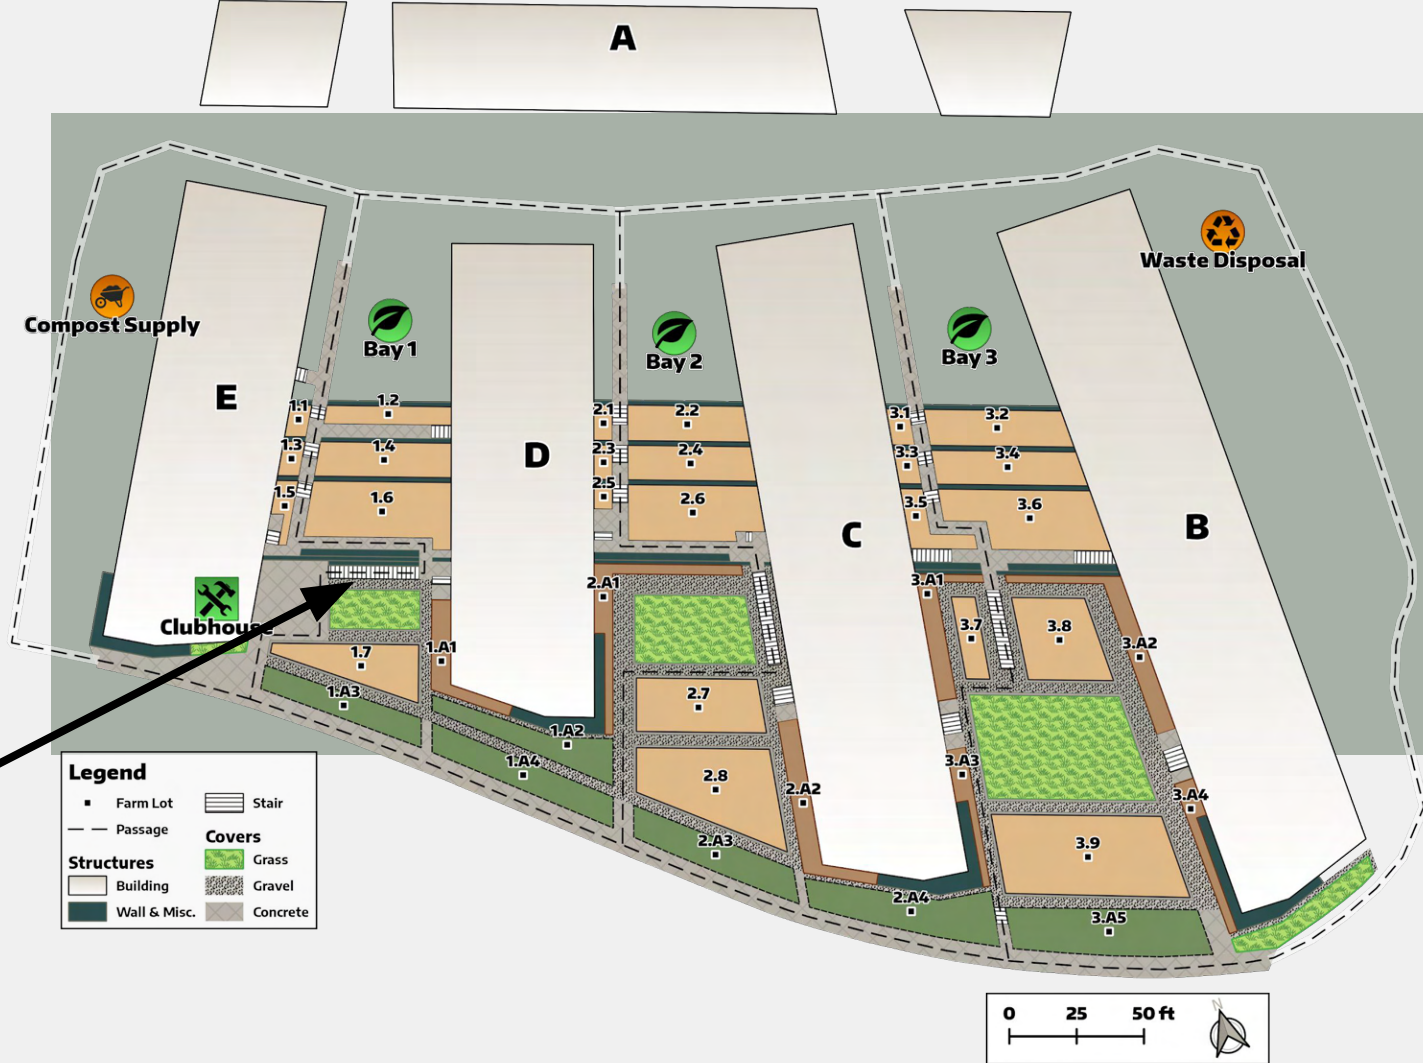 A
Waste Disposal
Compost Supply
Bay 1
Bay 2
Bay 3
E
D
C
B
1.1
1.2
1.3
1.4
1.5
1.6
2.1
2.2
2.3
2.4
2.5
2.6
3.1
3.2
3.3
3.4
3.5
3.6
Clubhouse
1.7
1.A1
1.A2
1.A3
1.A4
2.A1
2.7
2.8
2.A2
2.A3
2.A4
3.A1
3.7
3.8
3.A2
3.A3
3.A4
3.9
3.A5
Legend
Farm Lot
Passage
Structures
Building
Wall & Misc.
Stair
Covers
Grass
Gravel
Concrete
0 25 50 ft
N